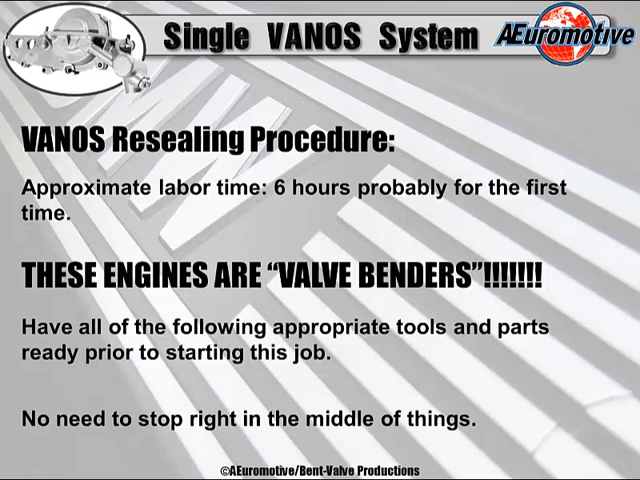 Single VANOS System
AEuromotive
VANOS Resealing Procedure:
Approximate labor time: 6 hours probably for the first
time.
THESE ENGINES ARE “VALVE BENDERS”!!!!!!!
Have all of the following appropriate tools and parts
ready prior to starting this job.
No need to stop right in the middle of things.
©AEuromotive/Bent-Valve Productions